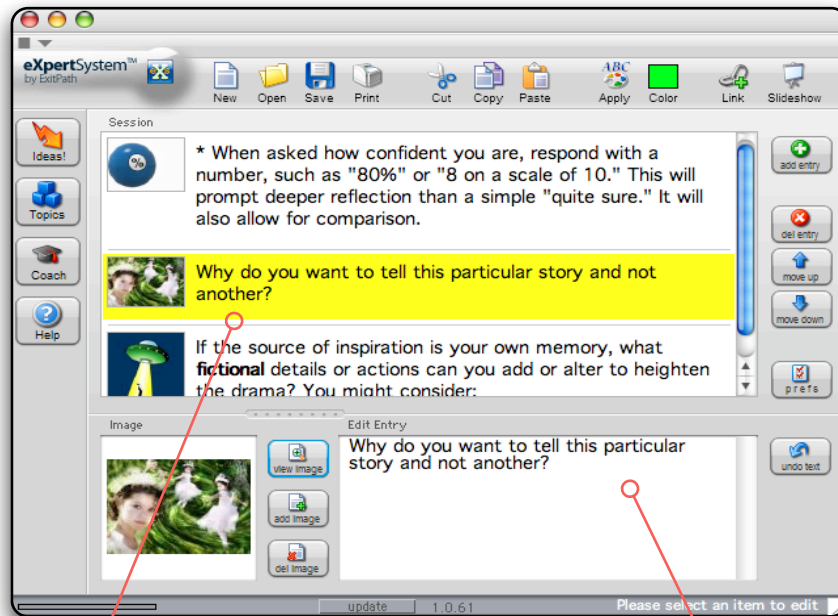 eXpertSystem™
by ExitPath
New Open Save Print Cut Copy Paste Apply Color Link Slideshow
ABC
Ideas!
Topics
Coach
Help
Session
%
* When asked how confident you are, respond with a
number, such as "80%" or "8 on a scale of 10." This will
prompt deeper reflection than a simple "quite sure." It will
also allow for comparison.
Why do you want to tell this particular story and not
another?
If the source of inspiration is your own memory, what
fictional details or actions can you add or alter to heighten
the drama? You might consider:
add entry
del entry
move up
move down
prefs
Image
view image
add image
del image
Edit Entry
Why do you want to tell this particular
story and not another?
undo text
update 1.0.61 Please select an item to edit